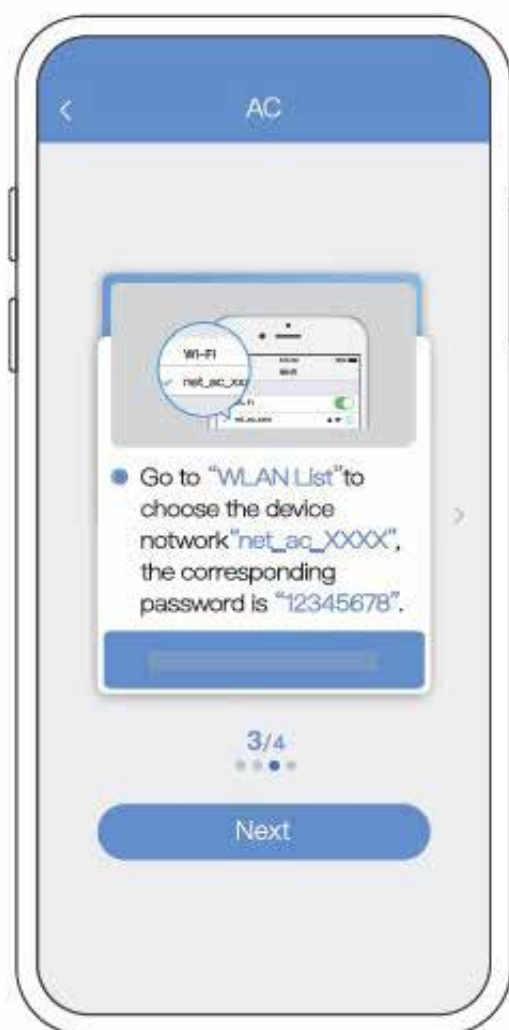 AC
Wi-Fi
net_ac_xx
Go to "WLAN List"to
choose the device
notwork"net_ac_XXXX",
the corresponding
password is "12345678".
3/4
Next